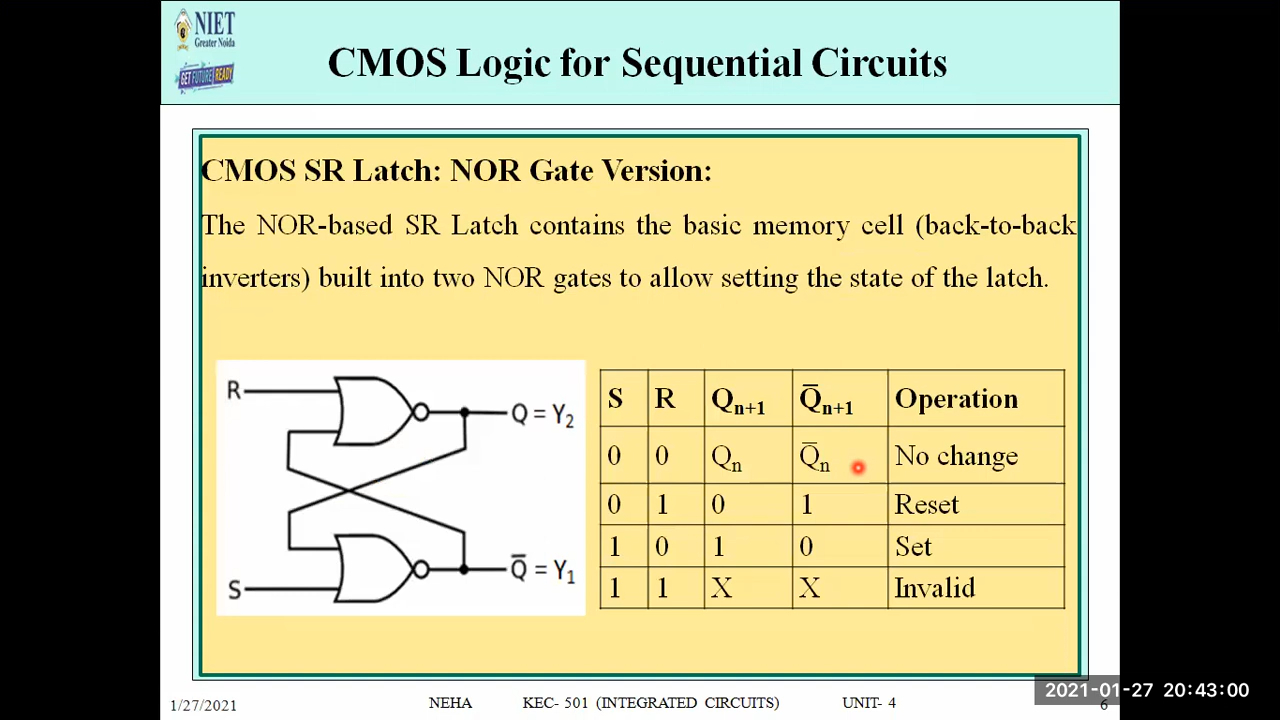 NIET
Greater Noida
GET FUTURE READY
CMOS Logic for Sequential Circuits
CMOS SR Latch: NOR Gate Version:
The NOR-based SR Latch contains the basic memory cell (back-to-back
inverters) built into two NOR gates to allow setting the state of the latch.
R
Q = Y₂
S
Q̅ = Y₁
S R Qₙ₊₁ Q̅ₙ₊₁ Operation
0 0 Qₙ Q̅ₙ No change
0 1 0 1 Reset
1 0 1 0 Set
1 1 X X Invalid
1/27/2021 NEHA KEC- 501 (INTEGRATED CIRCUITS) UNIT- 4 6
2021-01-27 20:43:00